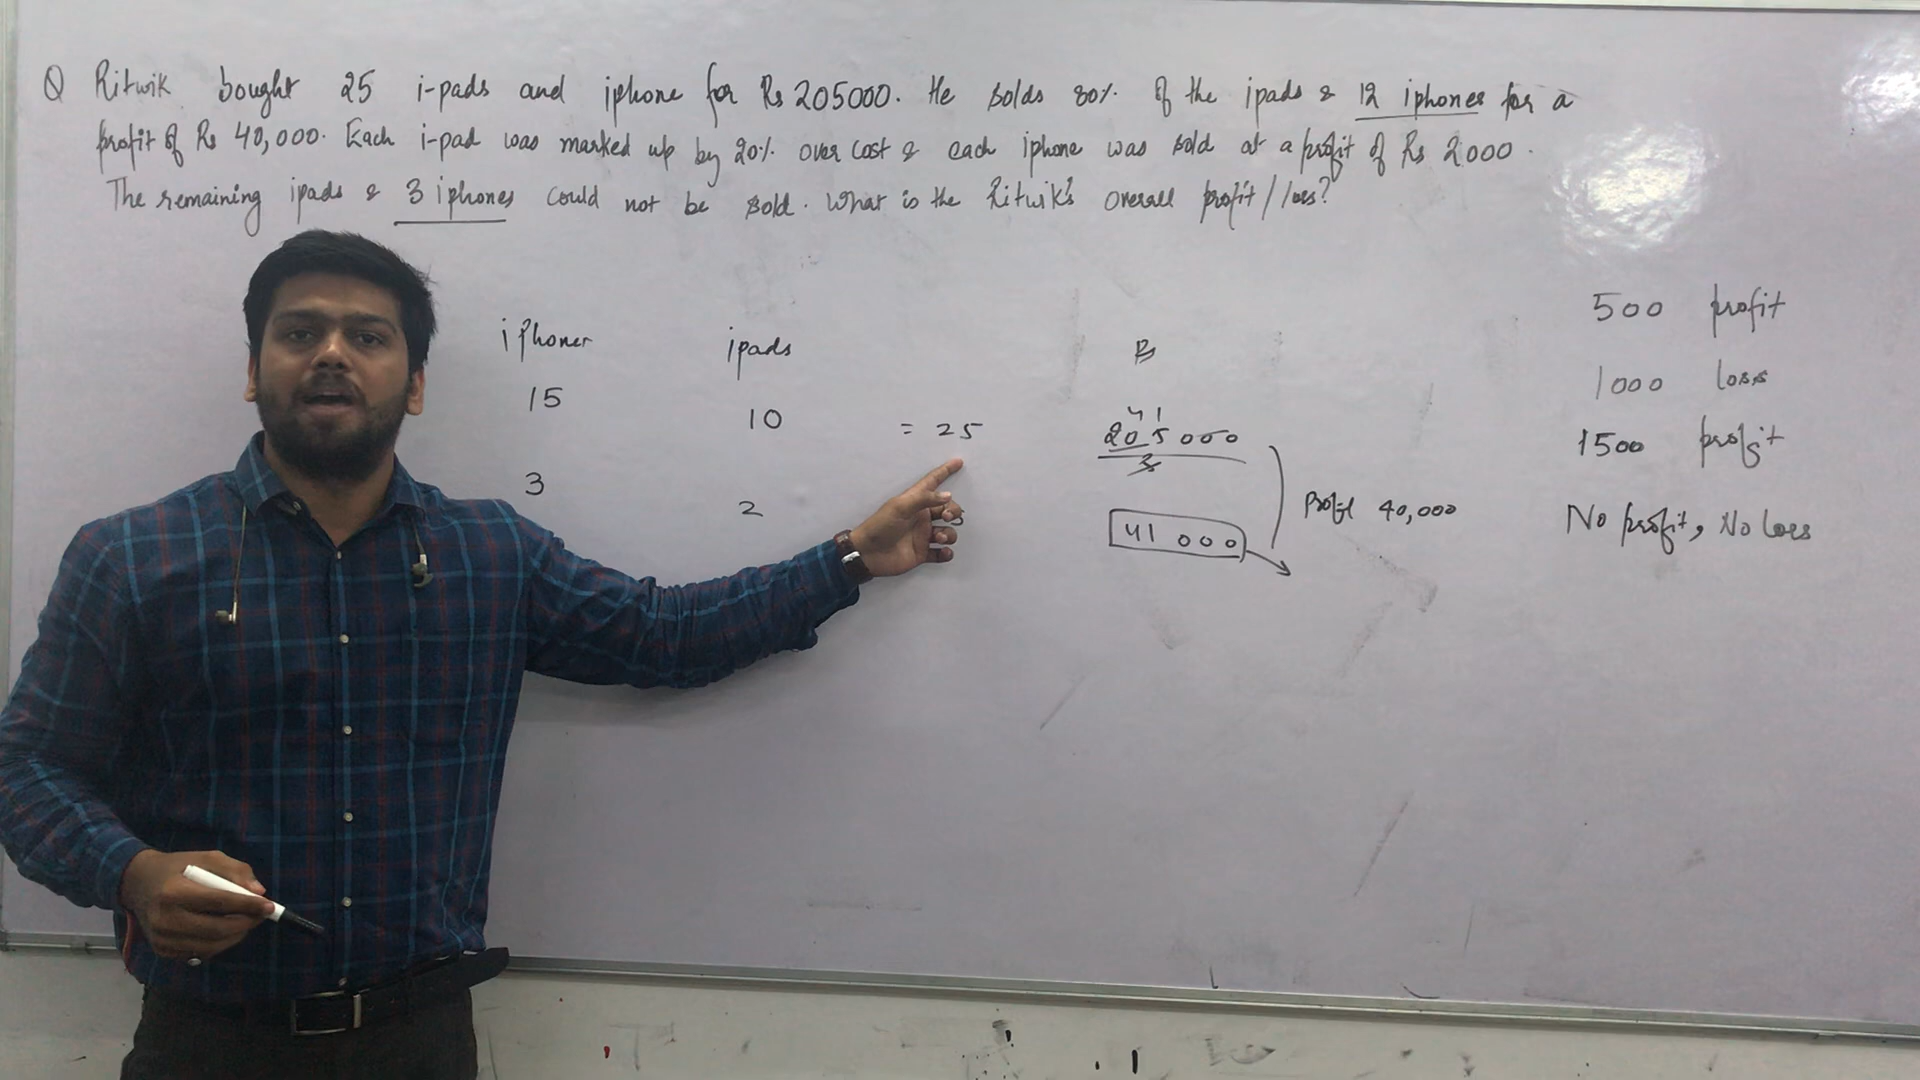 Q Ritwik bought 25 i-pads and iphone for Rs 205000. He solds 80% of the ipads & 12 iphones for a
profit of Rs 40,000. Each i-pad was marked up by 20% over cost & each iphone was sold at a profit of Rs 2000.
The remaining ipads & 3 iphones could not be sold. What is the Ritwik's overall profit/loss?
iPhones ipads Rs
15 10 = 25
41
205000
3 2
41 000
Profit 40,000
500 profit
1000 loss
1500 profit
No profit, No loss